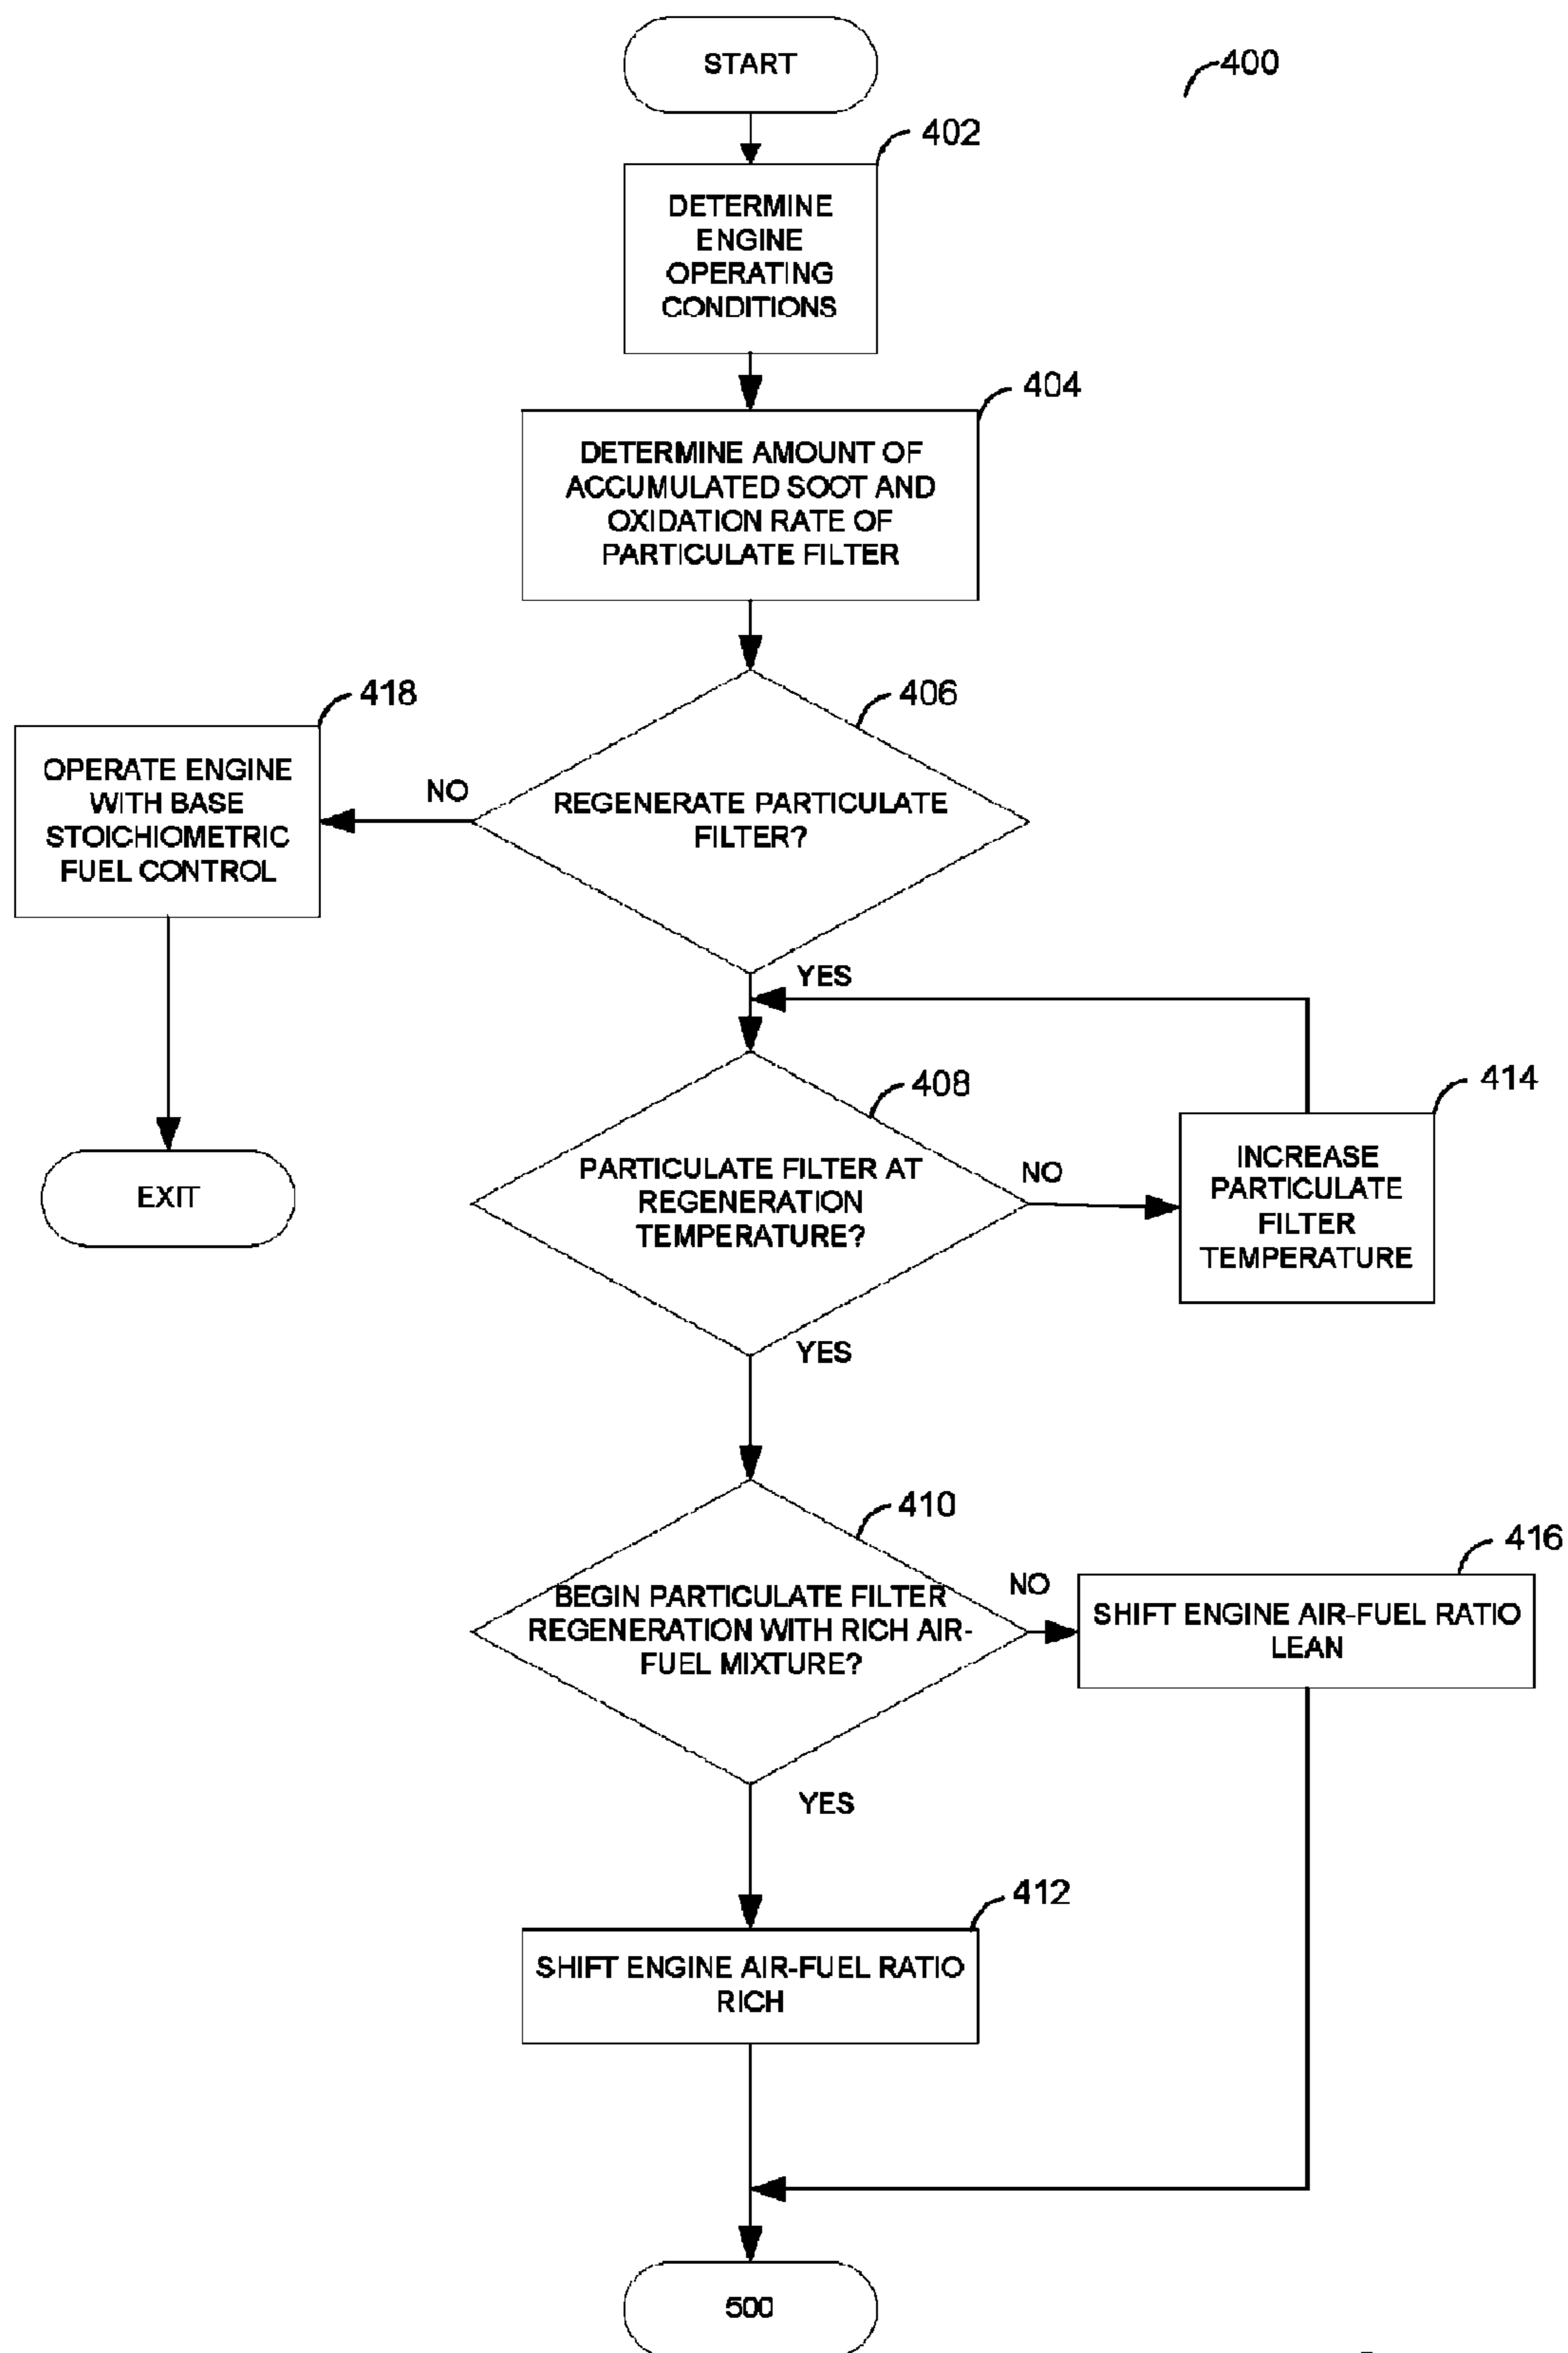 START
400
402
DETERMINE
ENGINE
OPERATING
CONDITIONS
404
DETERMINE AMOUNT OF
ACCUMULATED SOOT AND
OXIDATION RATE OF
PARTICULATE FILTER
418
406
OPERATE ENGINE
WITH BASE
STOICHIOMETRIC
FUEL CONTROL
NO
REGENERATE PARTICULATE
FILTER?
YES
408
414
EXIT
PARTICULATE FILTER AT
REGENERATION
TEMPERATURE?
NO
INCREASE
PARTICULATE
FILTER
TEMPERATURE
YES
410
416
BEGIN PARTICULATE FILTER
REGENERATION WITH RICH AIR-
FUEL MIXTURE?
NO
SHIFT ENGINE AIR-FUEL RATIO
LEAN
YES
412
SHIFT ENGINE AIR-FUEL RATIO
RICH
500